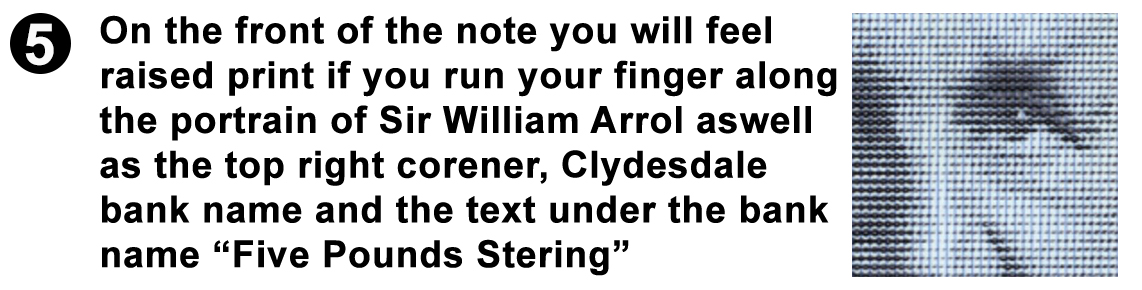 5 On the front of the note you will feel
raised print if you run your finger along
the portrain of Sir William Arrol aswell
as the top right corener, Clydesdale
bank name and the text under the bank
name “Five Pounds Stering”